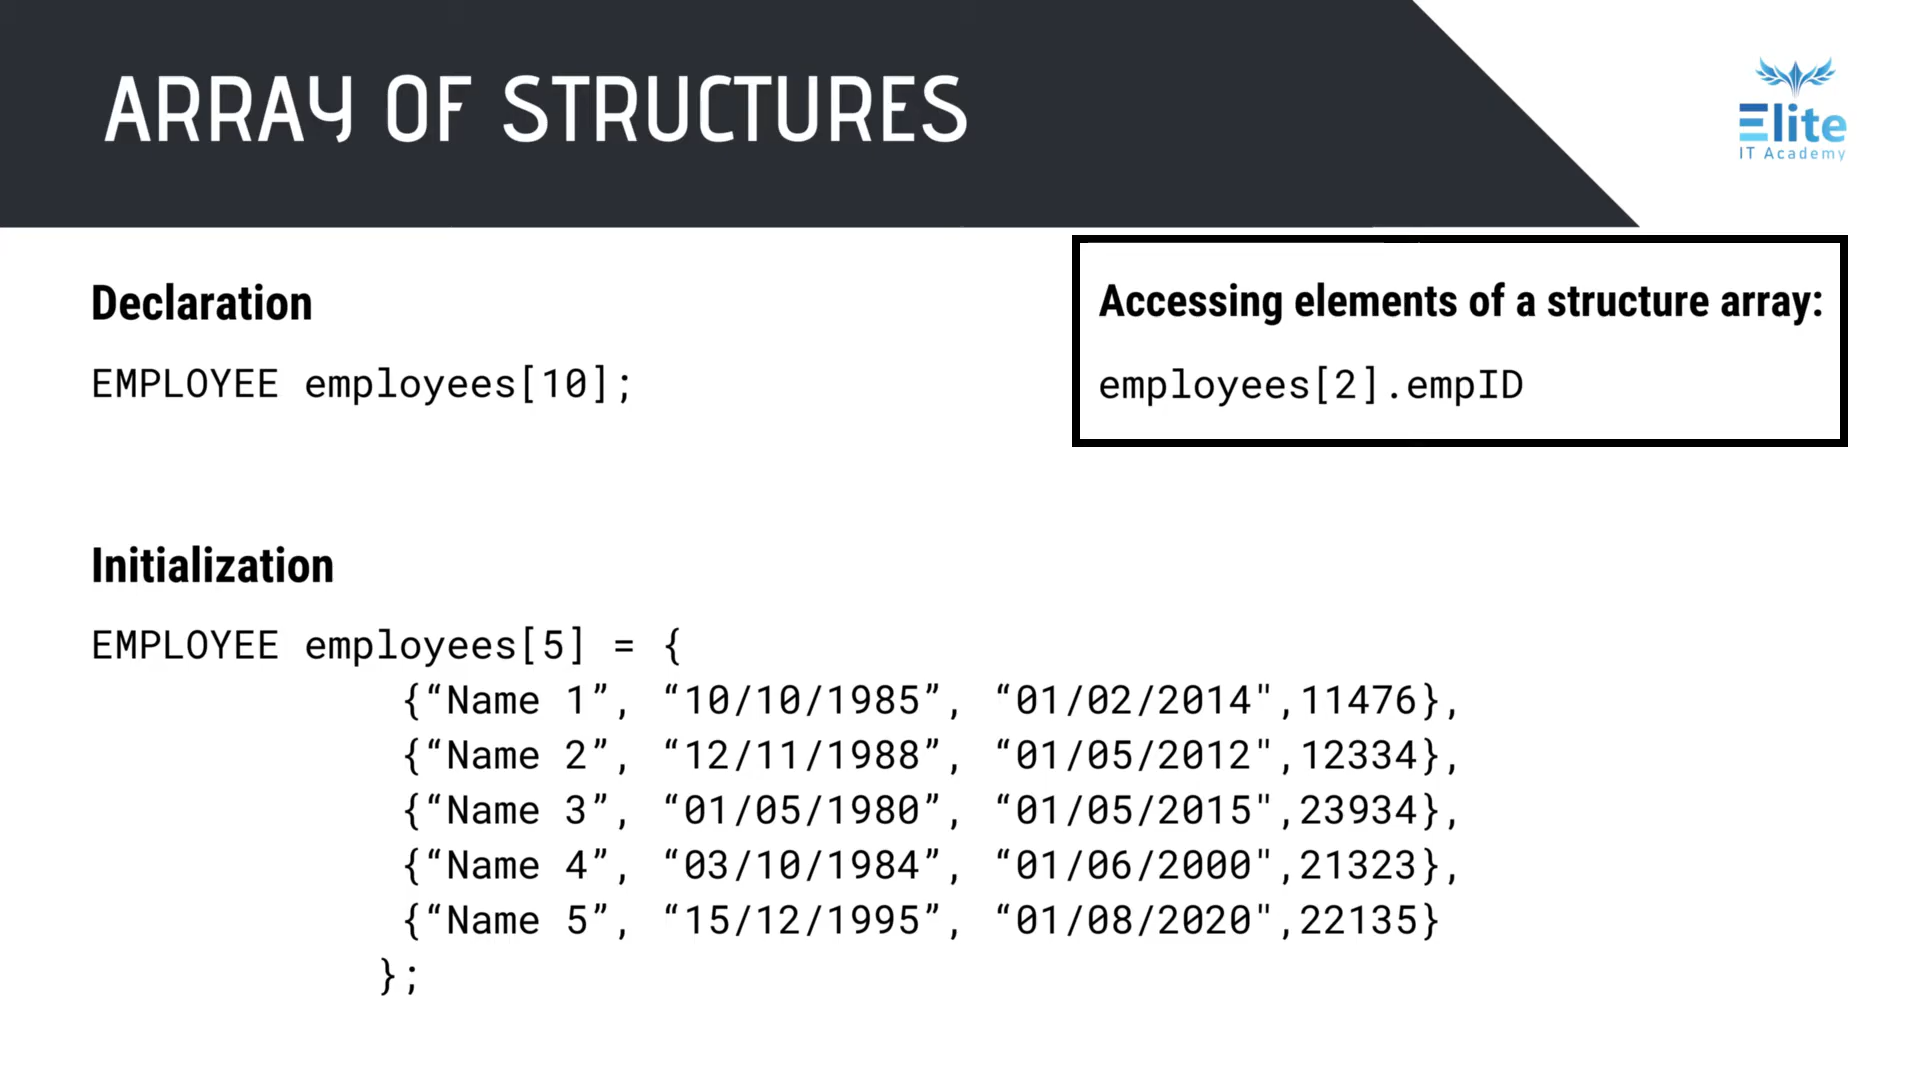 ARRAY OF STRUCTURES
Elite
IT Academy
Declaration
EMPLOYEE employees[10];
Accessing elements of a structure array:
employees[2].empID
Initialization
EMPLOYEE employees[5] = {
{“Name 1”, “10/10/1985”, “01/02/2014",11476},
{“Name 2”, “12/11/1988”, “01/05/2012",12334},
{“Name 3”, “01/05/1980”, “01/05/2015",23934},
{“Name 4”, “03/10/1984”, “01/06/2000",21323},
{“Name 5”, “15/12/1995”, “01/08/2020",22135}
};